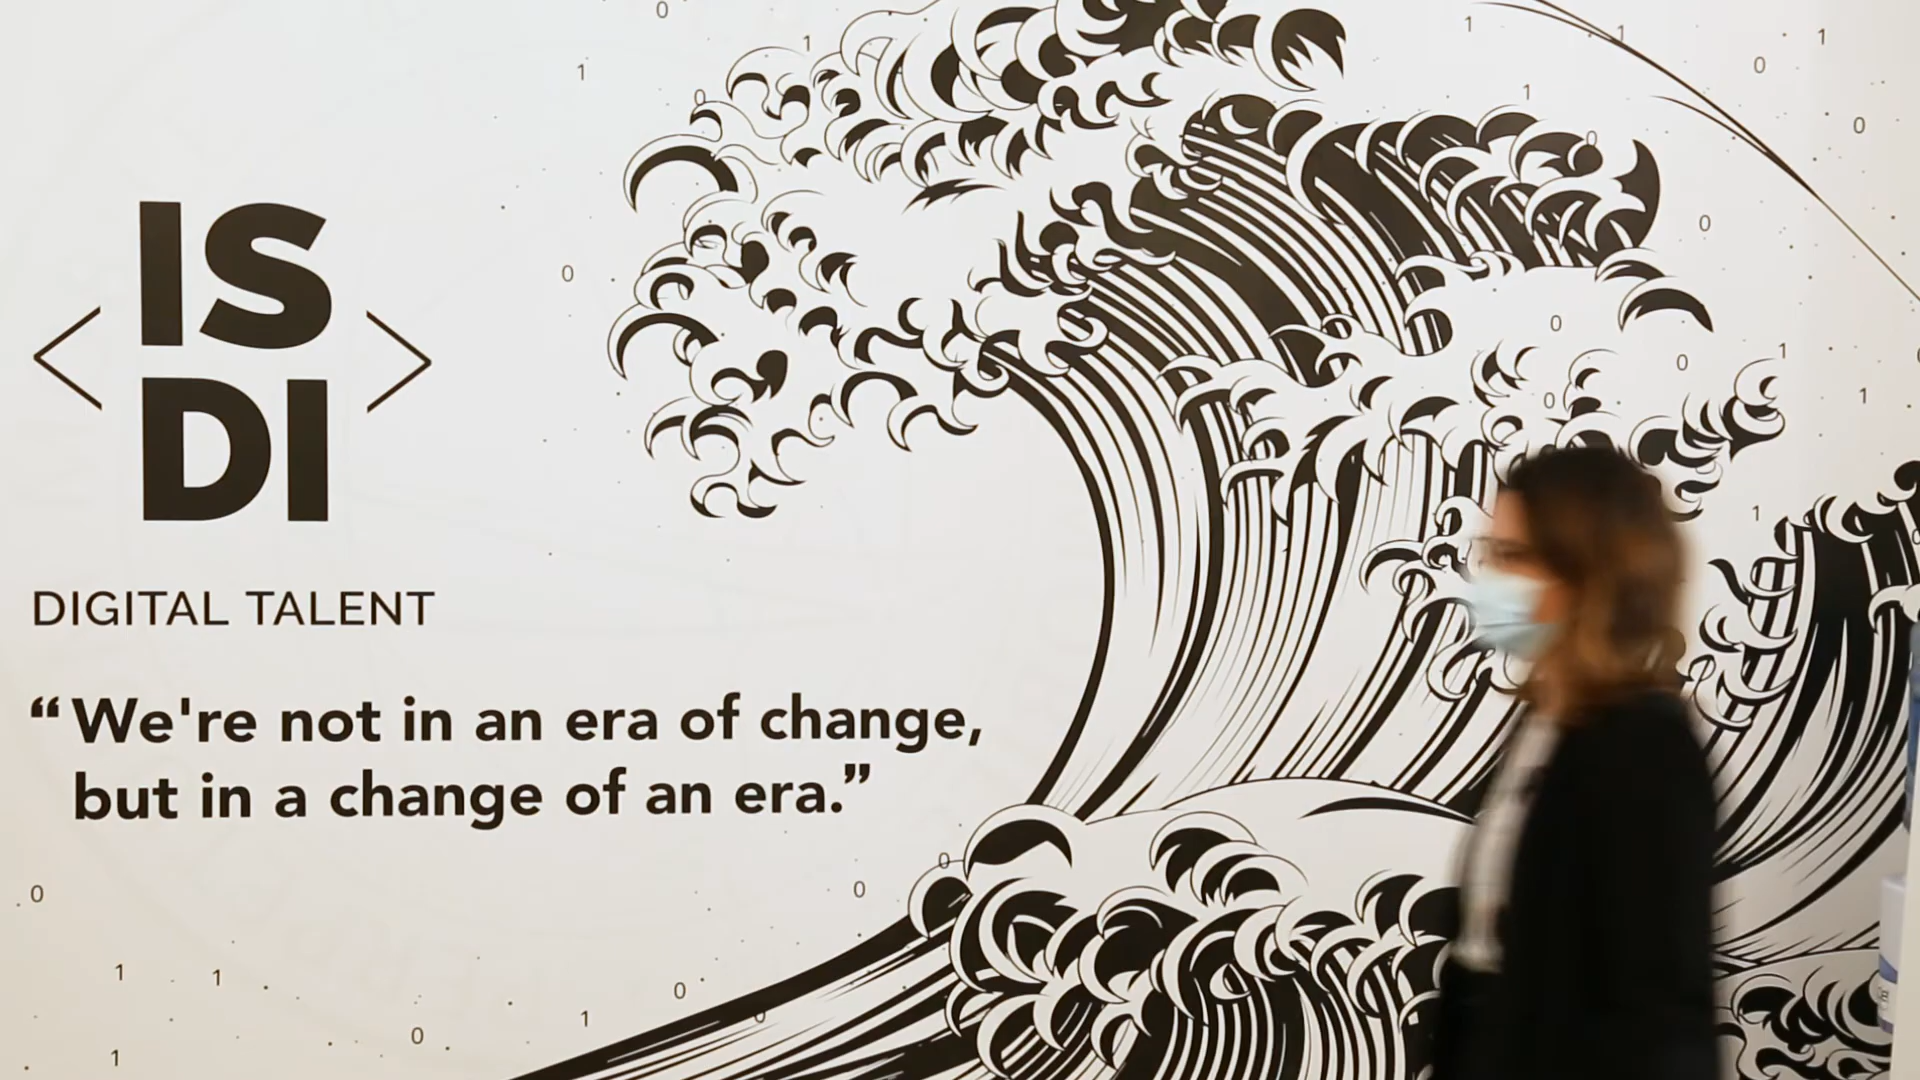 IS
DI
DIGITAL TALENT
“We're not in an era of change,
but in a change of an era.”